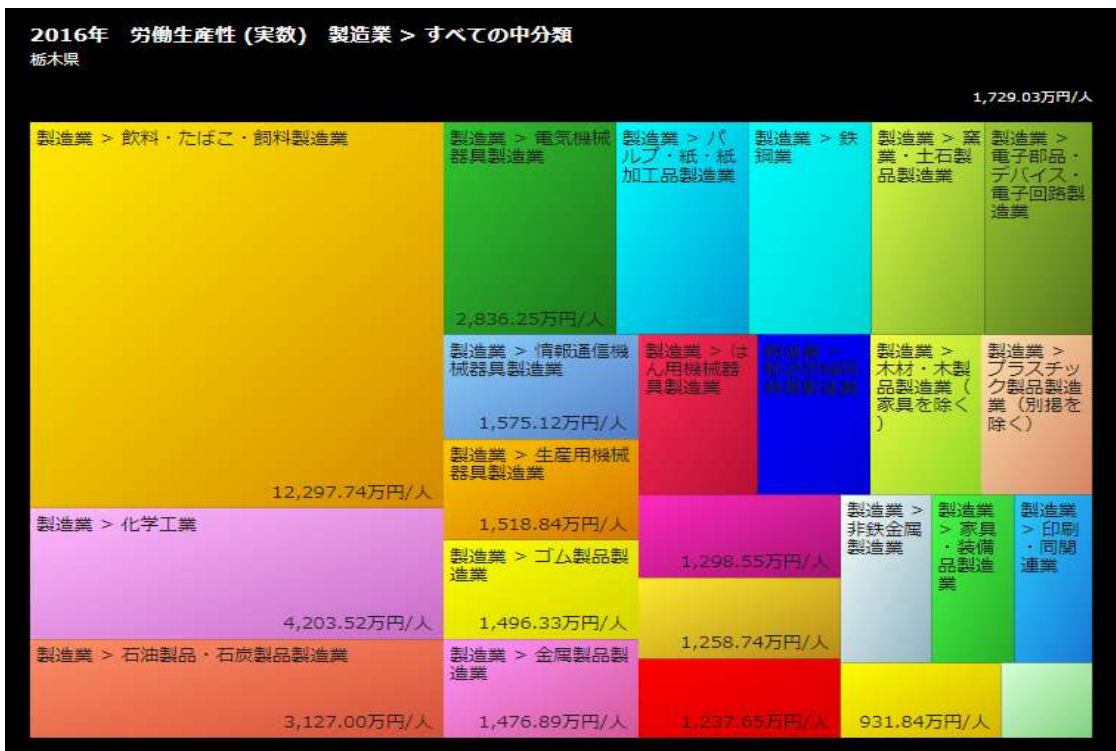 2016年　労働生産性 (実数)　製造業 > すべての中分類
栃木県
1,729.03万円/人
製造業 > 飲料・たばこ・飼料製造業
12,297.74万円/人
製造業 > 化学工業
4,203.52万円/人
製造業 > 石油製品・石炭製品製造業
3,127.00万円/人
製造業 > 電気機械
器具製造業
2,836.25万円/人
製造業 > パ
ルプ・紙・紙
加工品製造業
製造業 > 鉄
鋼業
製造業 > 窯
業・土石製
品製造業
製造業 >
電子部品・
デバイス・
電子回路製
造業
製造業 > 情報通信機
械器具製造業
1,575.12万円/人
製造業 > 生産用機械
器具製造業
1,518.84万円/人
製造業 > ゴム製品製
造業
1,496.33万円/人
製造業 > 金属製品製
造業
1,476.89万円/人
製造業 > は
ん用機械器
具製造業
製造業 >
製造業 >
木材・木製
品製造業（
家具を除く
）
製造業 >
プラスチッ
ク製品製造
業（別掲を
除く）
1,298.55万円/人
1,258.74万円/人
1,237.65万円/人
製造業 >
非鉄金属
製造業
製造業
> 家具
・装備
品製造
業
製造業
> 印刷
・同関
連業
931.84万円/人